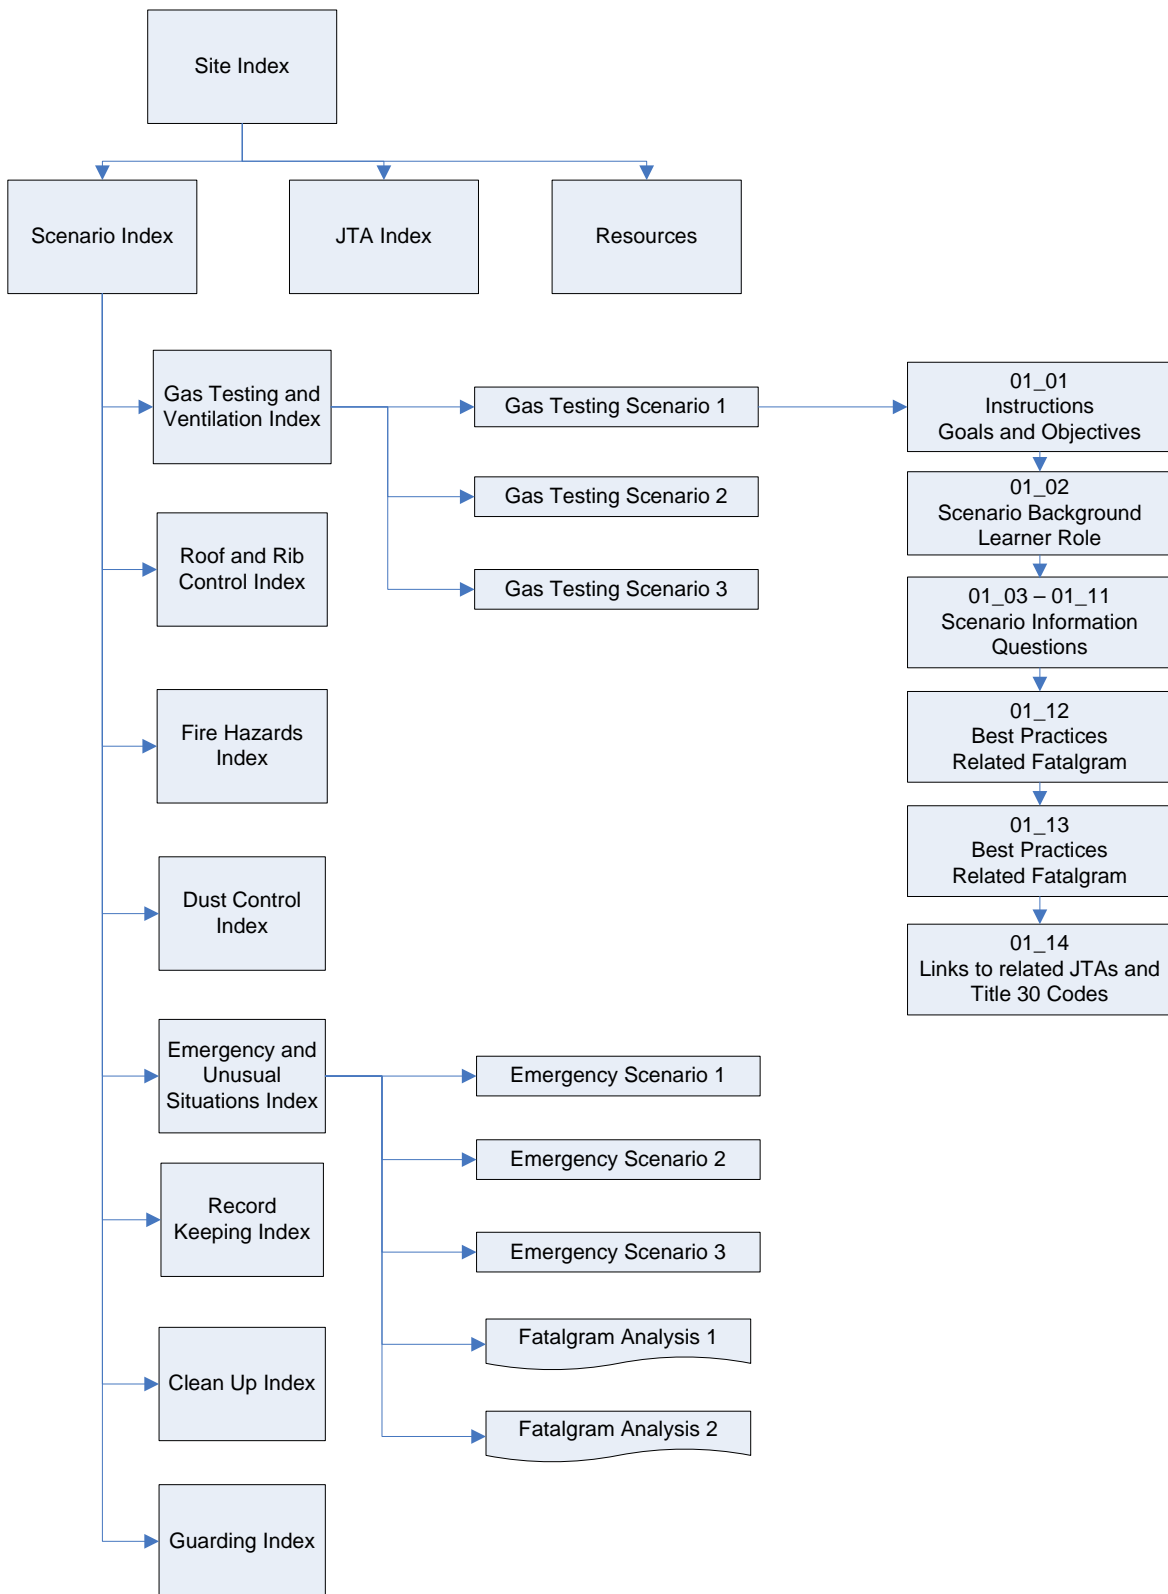 Site Index
Scenario Index
JTA Index
Resources
Gas Testing and
Ventilation Index
Gas Testing Scenario 1
Gas Testing Scenario 2
Gas Testing Scenario 3
01_01
Instructions
Goals and Objectives
01_02
Scenario Background
Learner Role
01_03 – 01_11
Scenario Information
Questions
01_12
Best Practices
Related Fatalgram
01_13
Best Practices
Related Fatalgram
01_14
Links to related JTAs and
Title 30 Codes
Roof and Rib
Control Index
Fire Hazards
Index
Dust Control
Index
Emergency and
Unusual
Situations Index
Emergency Scenario 1
Emergency Scenario 2
Emergency Scenario 3
Fatalgram Analysis 1
Fatalgram Analysis 2
Record
Keeping Index
Clean Up Index
Guarding Index